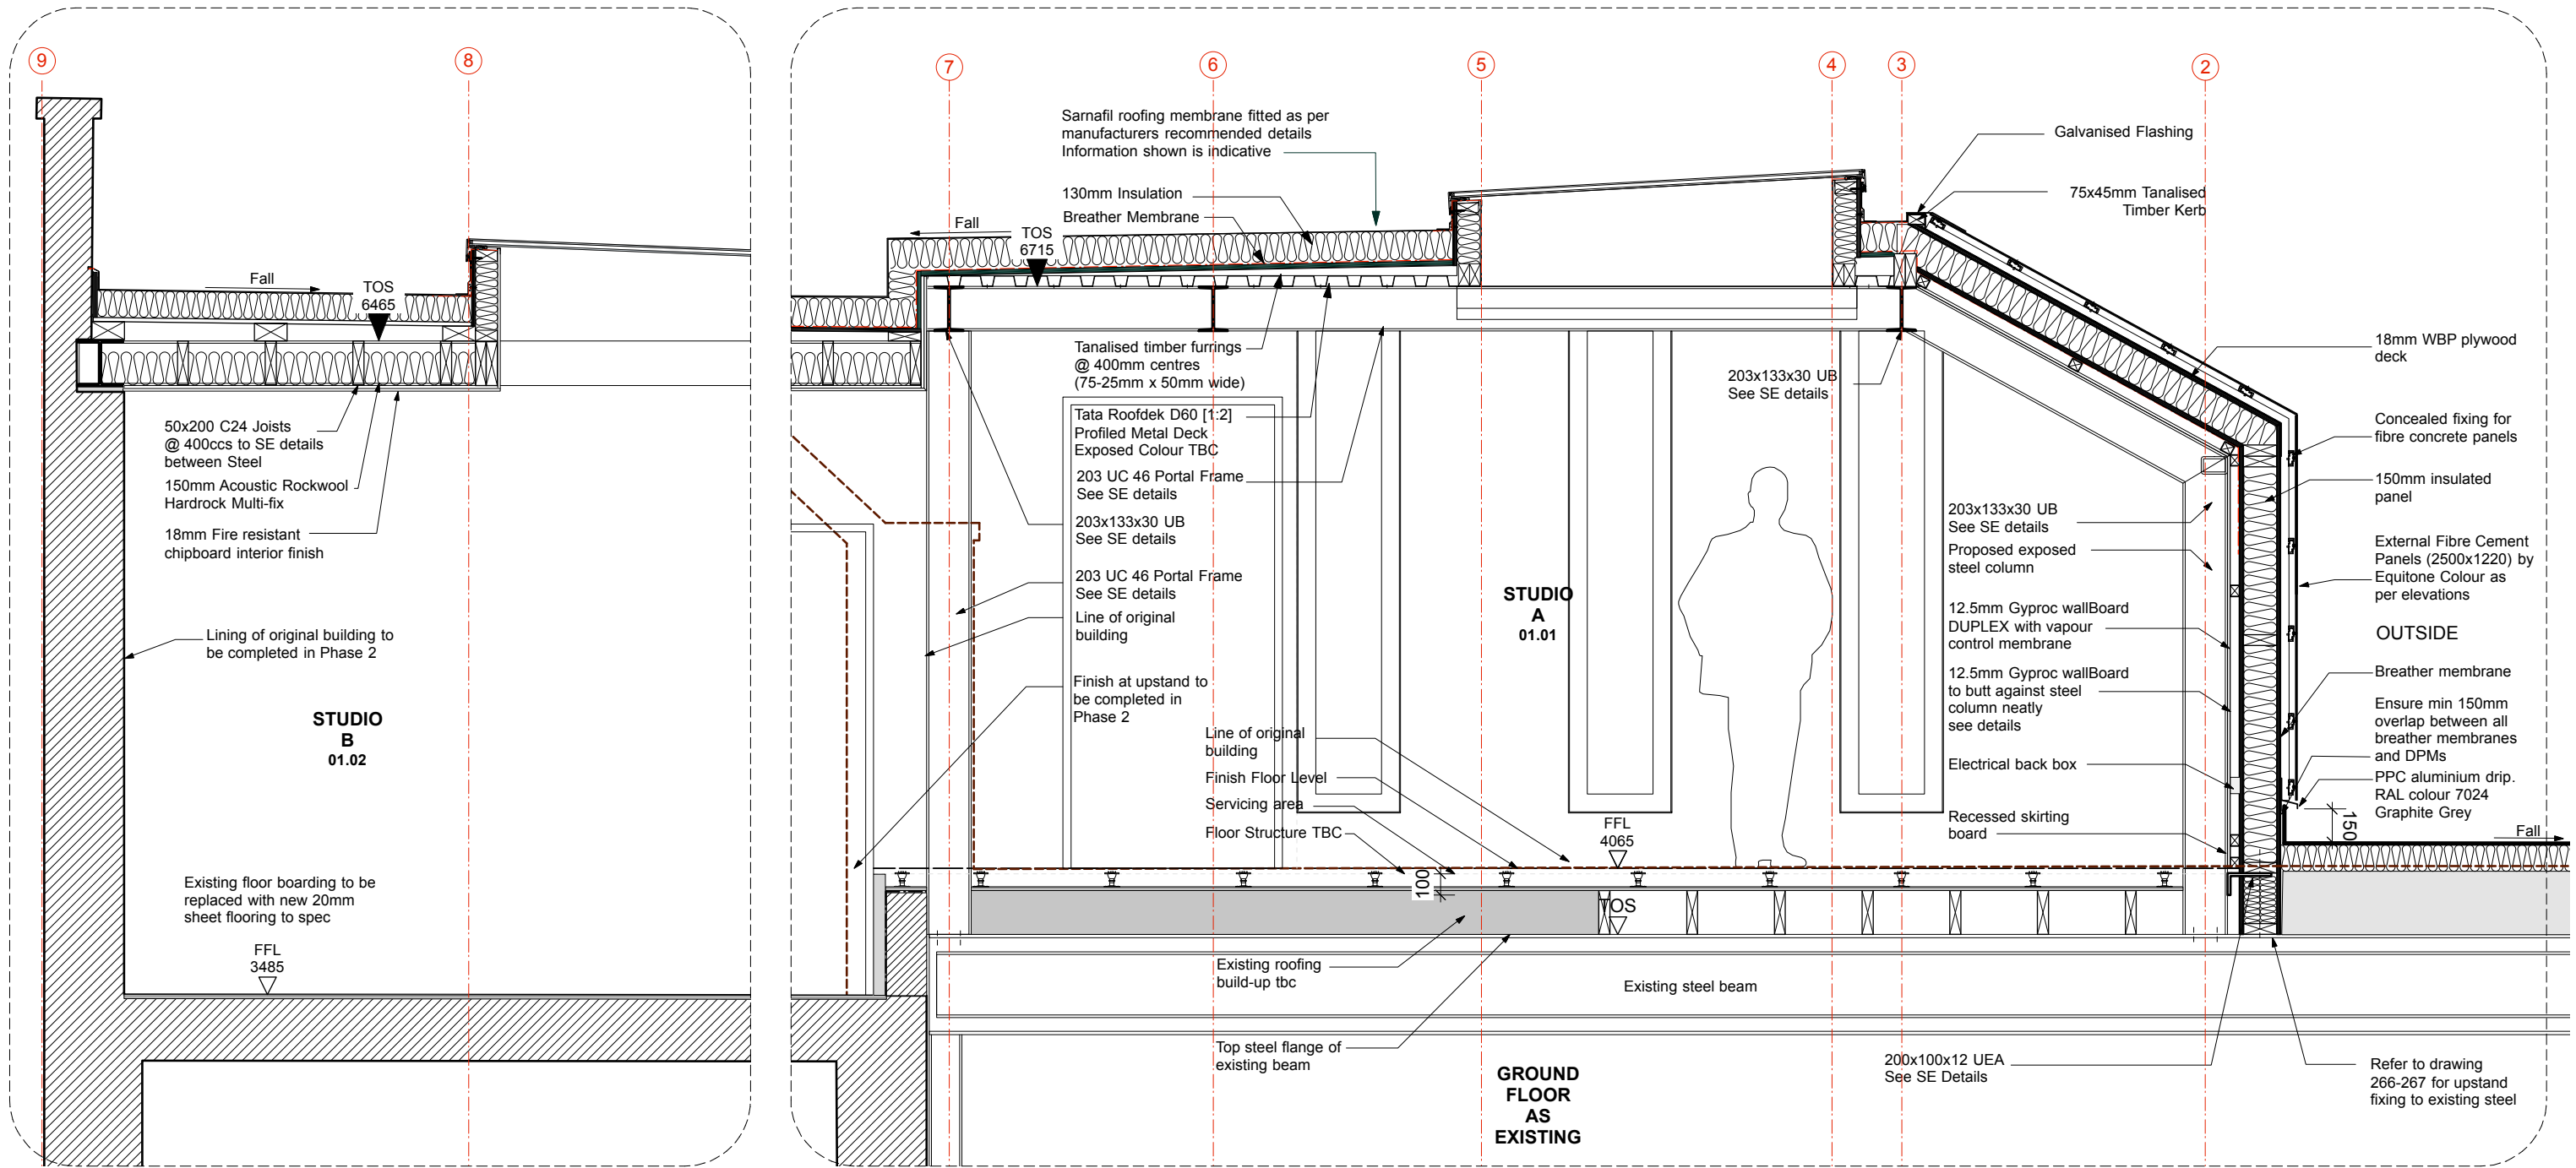 9
8
7
6
5
4
3
2
Fall
TOS
6465
50x200 C24 Joists
@ 400ccs to SE details
between Steel
150mm Acoustic Rockwool
Hardrock Multi-fix
18mm Fire resistant
chipboard interior finish
Lining of original building to
be completed in Phase 2
STUDIO
B
01.02
Existing floor boarding to be
replaced with new 20mm
sheet flooring to spec
FFL
3485
Sarnafil roofing membrane fitted as per
manufacturers recommended details
Information shown is indicative
130mm Insulation
Breather Membrane
Fall
TOS
6715
Tanalised timber furrings
@ 400mm centres
(75-25mm x 50mm wide)
Tata Roofdek D60 [1:2]
Profiled Metal Deck
Exposed Colour TBC
203 UC 46 Portal Frame
See SE details
203x133x30 UB
See SE details
203 UC 46 Portal Frame
See SE details
Line of original
building
Finish at upstand to
be completed in
Phase 2
Line of original
building
Finish Floor Level
Servicing area
Floor Structure TBC
100
Existing roofing
build-up tbc
Top steel flange of
existing beam
STUDIO
A
01.01
FFL
4065
TOS
Existing steel beam
GROUND
FLOOR
AS
EXISTING
203x133x30 UB
See SE details
Galvanised Flashing
75x45mm Tanalised
Timber Kerb
203x133x30 UB
See SE details
Proposed exposed
steel column
12.5mm Gyproc wallBoard
DUPLEX with vapour
control membrane
12.5mm Gyproc wallBoard
to butt against steel
column neatly
see details
Electrical back box
Recessed skirting
board
200x100x12 UEA
See SE Details
18mm WBP plywood
deck
Concealed fixing for
fibre concrete panels
150mm insulated
panel
External Fibre Cement
Panels (2500x1220) by
Equitone Colour as
per elevations
OUTSIDE
Breather membrane
Ensure min 150mm
overlap between all
breather membranes
and DPMs
PPC aluminium drip.
RAL colour 7024
Graphite Grey
150
Fall
Refer to drawing
266-267 for upstand
fixing to existing steel